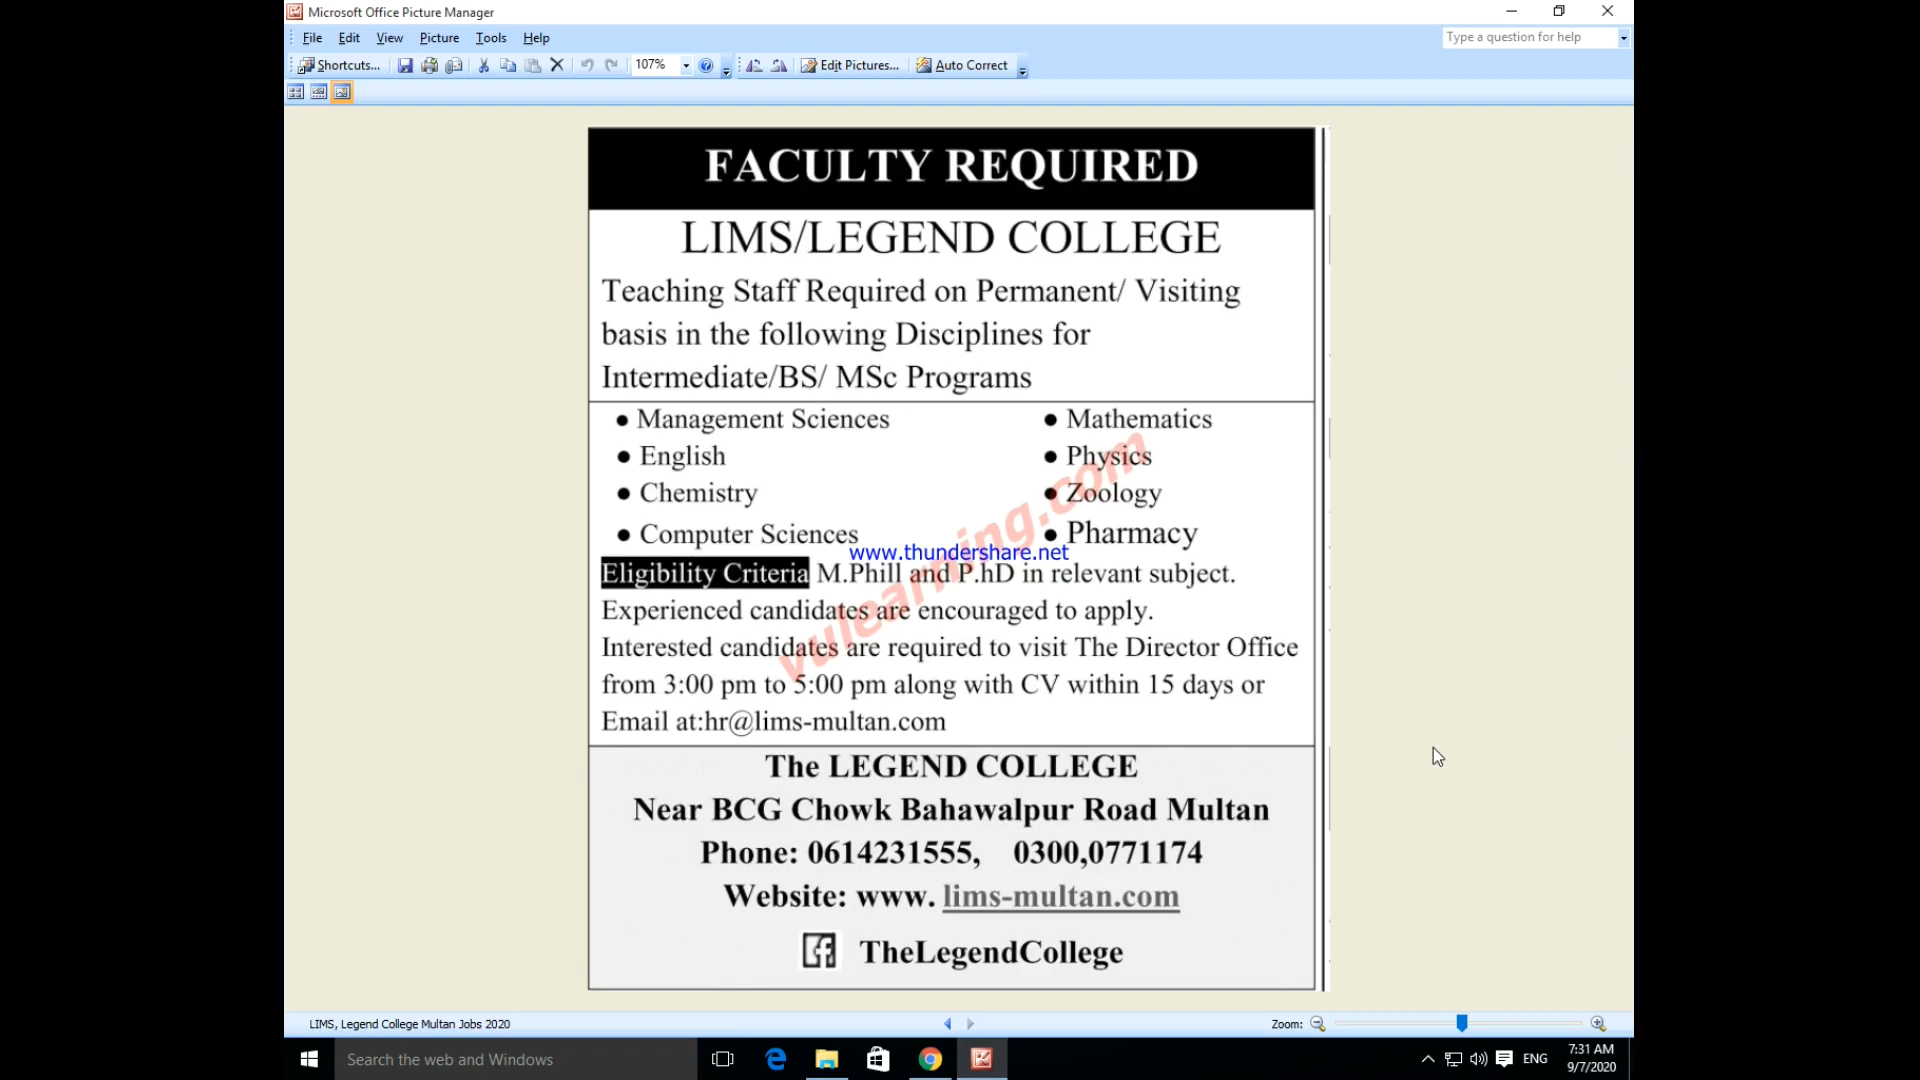 Microsoft Office Picture Manager
File Edit View Picture Tools Help
Type a question for help
Shortcuts... 107% Edit Pictures... Auto Correct
FACULTY REQUIRED
LIMS/LEGEND COLLEGE
Teaching Staff Required on Permanent/ Visiting
basis in the following Disciplines for
Intermediate/BS/ MSc Programs
● Management Sciences ● Mathematics
● English ● Physics
● Chemistry ● Zoology
● Computer Sciences ● Pharmacy
www.thundershare.net
vulearning.com
Eligibility Criteria M.Phill and P.hD in relevant subject.
Experienced candidates are encouraged to apply.
Interested candidates are required to visit The Director Office
from 3:00 pm to 5:00 pm along with CV within 15 days or
Email at:hr@lims-multan.com
The LEGEND COLLEGE
Near BCG Chowk Bahawalpur Road Multan
Phone: 0614231555, 0300,0771174
Website: www. lims-multan.com
TheLegendCollege
LIMS, Legend College Multan Jobs 2020
Zoom:
Search the web and Windows
ENG
7:31 AM
9/7/2020